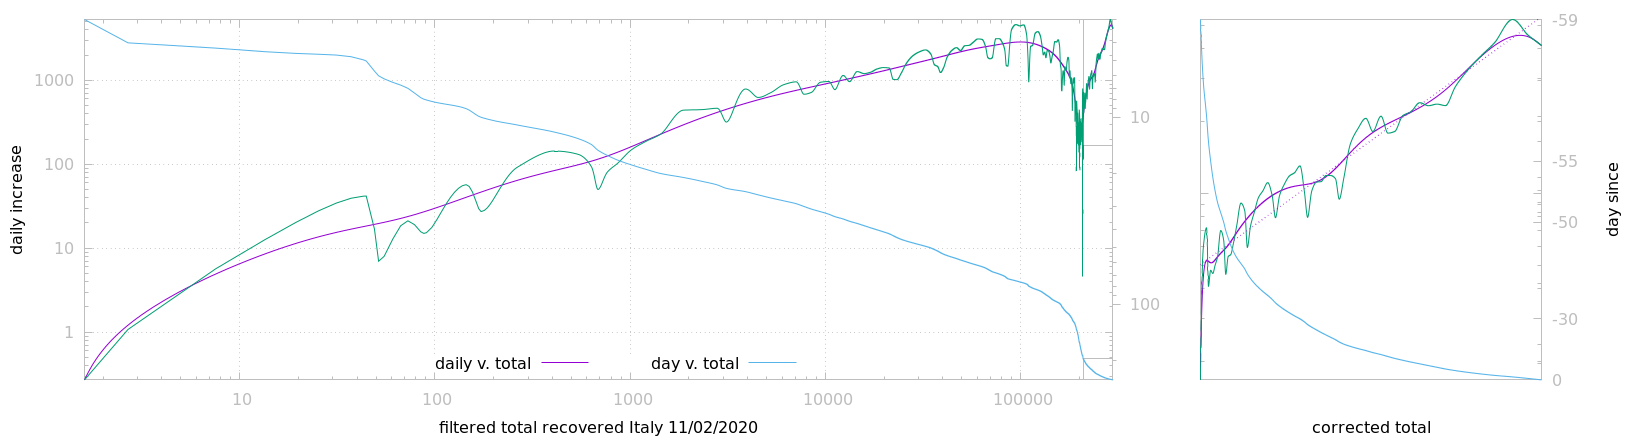 1000
100
10
1
daily increase
10
100
1000
10000
100000
10
100
daily v. total
day v. total
filtered total recovered Italy 11/02/2020
-59
-55
-50
-30
0
day since
corrected total